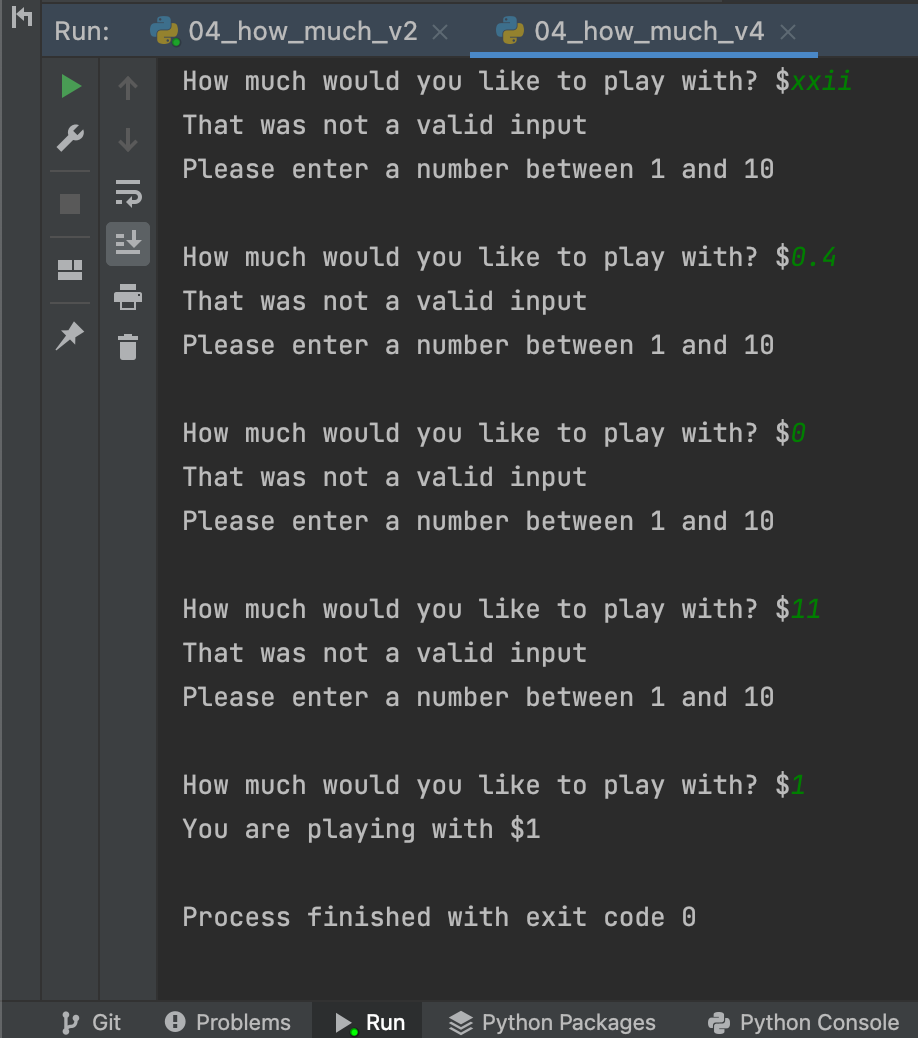 Run: 04_how_much_v2 04_how_much_v4
How much would you like to play with? $xxii
That was not a valid input
Please enter a number between 1 and 10
How much would you like to play with? $0.4
That was not a valid input
Please enter a number between 1 and 10
How much would you like to play with? $0
That was not a valid input
Please enter a number between 1 and 10
How much would you like to play with? $11
That was not a valid input
Please enter a number between 1 and 10
How much would you like to play with? $1
You are playing with $1
Process finished with exit code 0
Git Problems Run Python Packages Python Console